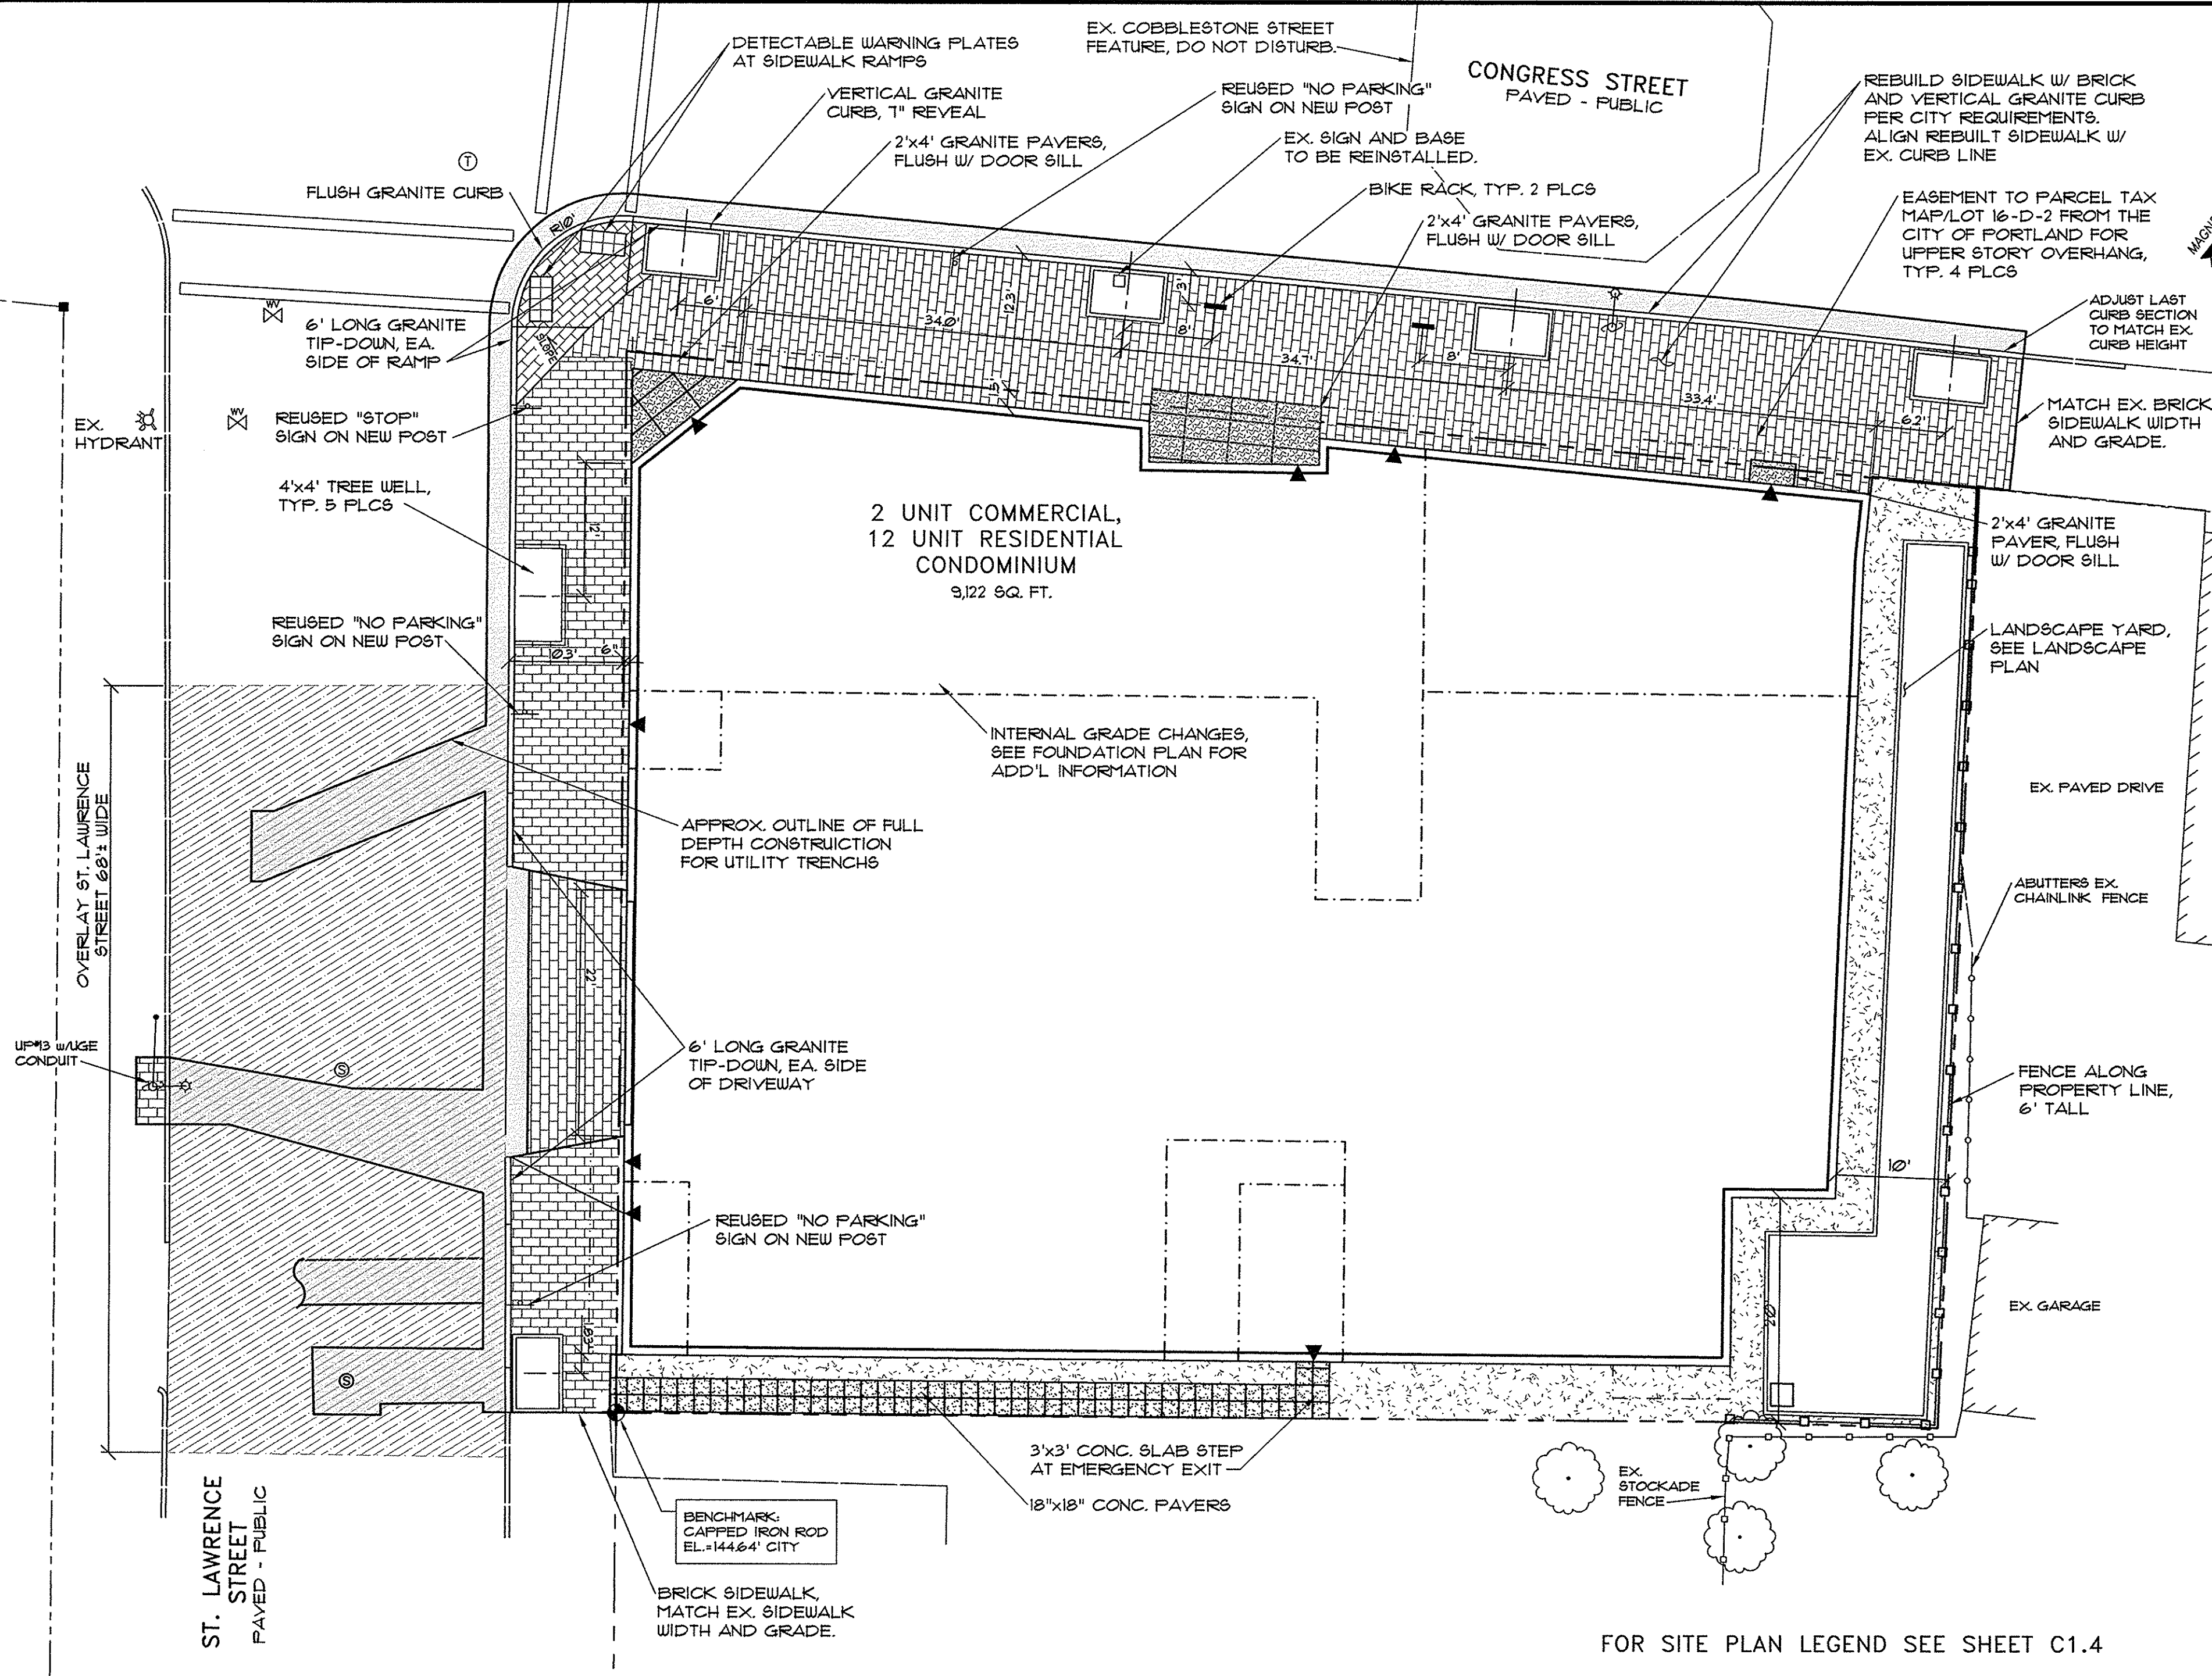 DETECTABLE WARNING PLATES
AT SIDEWALK RAMPS
EX. COBBLESTONE STREET
FEATURE, DO NOT DISTURB.
CONGRESS STREET
PAVED - PUBLIC
VERTICAL GRANITE
CURB, 7" REVEAL
REUSED "NO PARKING"
SIGN ON NEW POST
REBUILD SIDEWALK W/ BRICK
AND VERTICAL GRANITE CURB
PER CITY REQUIREMENTS.
ALIGN REBUILT SIDEWALK W/
EX. CURB LINE
2'x4' GRANITE PAVERS,
FLUSH W/ DOOR SILL
EX. SIGN AND BASE
TO BE REINSTALLED.
T
FLUSH GRANITE CURB
BIKE RACK, TYP. 2 PLCS
2'x4' GRANITE PAVERS,
FLUSH W/ DOOR SILL
EASEMENT TO PARCEL TAX
MAP/LOT 16-D-2 FROM THE
CITY OF PORTLAND FOR
UPPER STORY OVERHANG,
TYP. 4 PLCS
MAGN
R10'
WV
6' LONG GRANITE
TIP-DOWN, EA.
SIDE OF RAMP
SLOPE
6'
34.0'
12.3'
3'
8'
34.7'
8'
33.4'
6.2'
1.5'
ADJUST LAST
CURB SECTION
TO MATCH EX.
CURB HEIGHT
MATCH EX. BRICK
SIDEWALK WIDTH
AND GRADE.
EX.
HYDRANT
WV
REUSED "STOP"
SIGN ON NEW POST
4'x4' TREE WELL,
TYP. 5 PLCS
12'
2 UNIT COMMERCIAL,
12 UNIT RESIDENTIAL
CONDOMINIUM
9,122 SQ. FT.
2'x4' GRANITE
PAVER, FLUSH
W/ DOOR SILL
REUSED "NO PARKING"
SIGN ON NEW POST
10.3'
6"
LANDSCAPE YARD,
SEE LANDSCAPE
PLAN
INTERNAL GRADE CHANGES,
SEE FOUNDATION PLAN FOR
ADD'L INFORMATION
EX. PAVED DRIVE
APPROX. OUTLINE OF FULL
DEPTH CONSTRUICTION
FOR UTILITY TRENCHS
OVERLAY ST. LAWRENCE
STREET 68'± WIDE
ABUTTERS EX.
CHAINLINK FENCE
22'
UP#13 w/UGE
CONDUIT
S
6' LONG GRANITE
TIP-DOWN, EA. SIDE
OF DRIVEWAY
FENCE ALONG
PROPERTY LINE,
6' TALL
10'
REUSED "NO PARKING"
SIGN ON NEW POST
20'
EX. GARAGE
1.83'
S
3'x3' CONC. SLAB STEP
AT EMERGENCY EXIT
18"x18" CONC. PAVERS
EX.
STOCKADE
FENCE
BENCHMARK:
CAPPED IRON ROD
EL.=144.64' CITY
ST. LAWRENCE
STREET
PAVED - PUBLIC
BRICK SIDEWALK,
MATCH EX. SIDEWALK
WIDTH AND GRADE.
FOR SITE PLAN LEGEND SEE SHEET C1.4